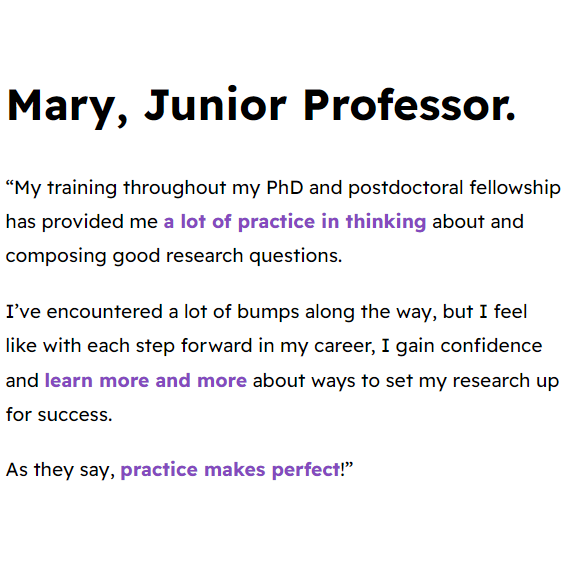 Mary, Junior Professor.
“My training throughout my PhD and postdoctoral fellowship
has provided me a lot of practice in thinking about and
composing good research questions.
I’ve encountered a lot of bumps along the way, but I feel
like with each step forward in my career, I gain confidence
and learn more and more about ways to set my research up
for success.
As they say, practice makes perfect!”